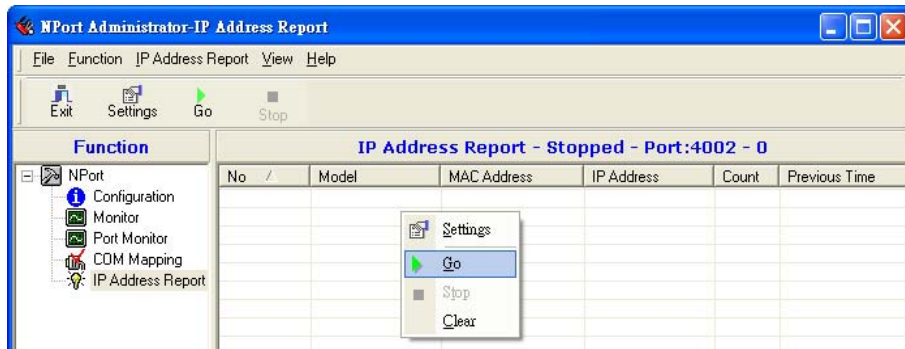 NPort Administrator-IP Address Report
File Function IP Address Report View Help
Exit Settings Go Stop
Function
IP Address Report - Stopped - Port:4002 - 0
NPort
Configuration
Monitor
Port Monitor
COM Mapping
IP Address Report
No Model MAC Address IP Address Count Previous Time
Settings
Go
Stop
Clear